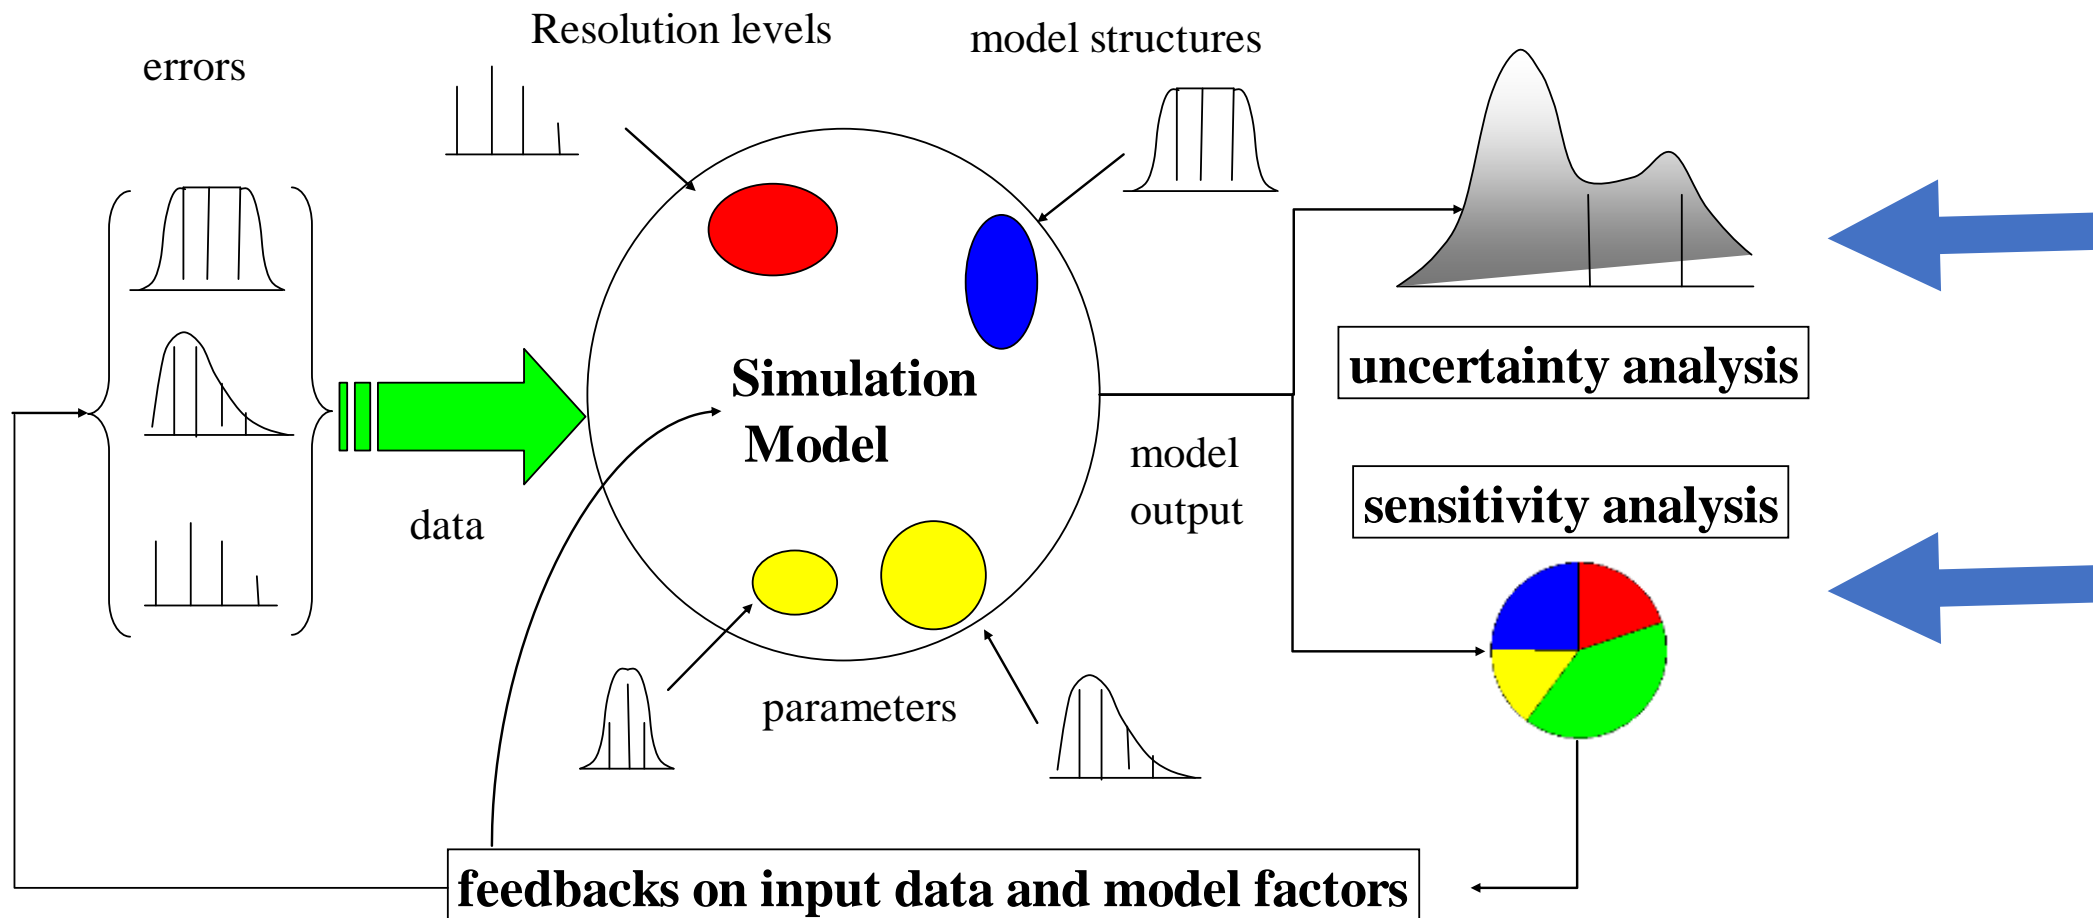 Resolution levels
model structures
errors
uncertainty analysis
Simulation
Model
model
output
sensitivity analysis
data
parameters
feedbacks on input data and model factors